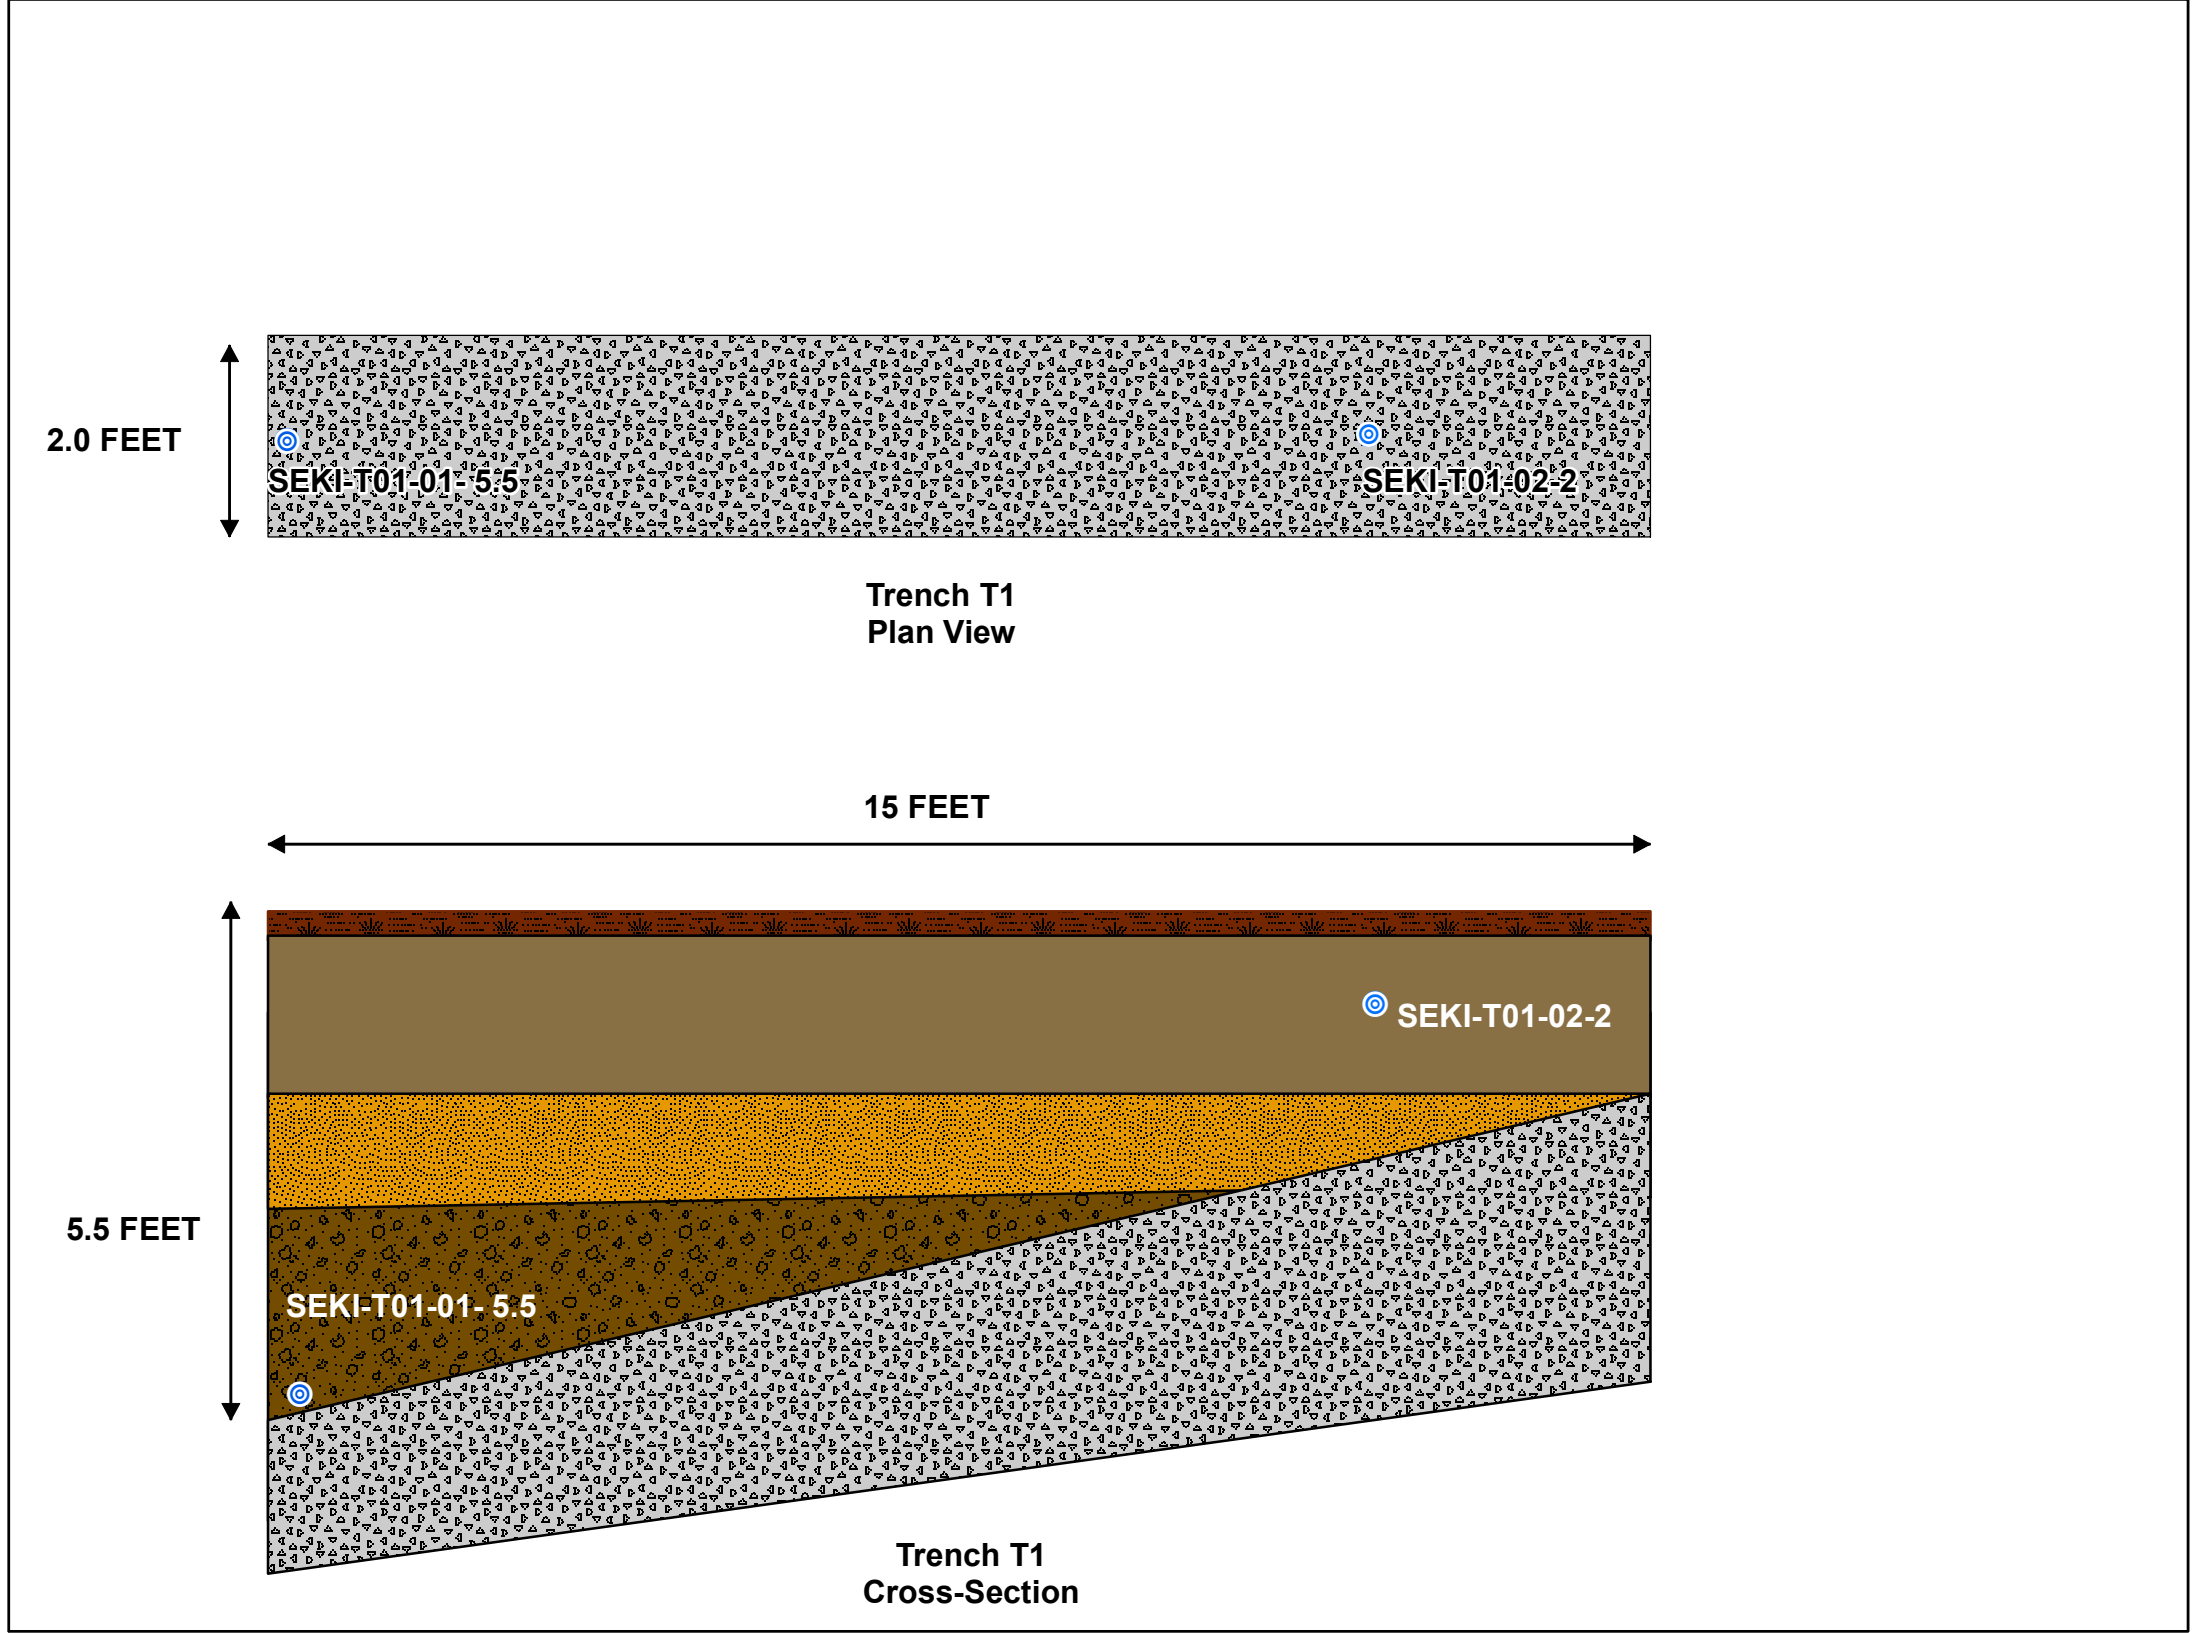 2.0 FEET
SEKI-T01-01- 5.5
SEKI-T01-02-2
Trench T1
Plan View
15 FEET
SEKI-T01-02-2
5.5 FEET
SEKI-T01-01- 5.5
Trench T1
Cross-Section